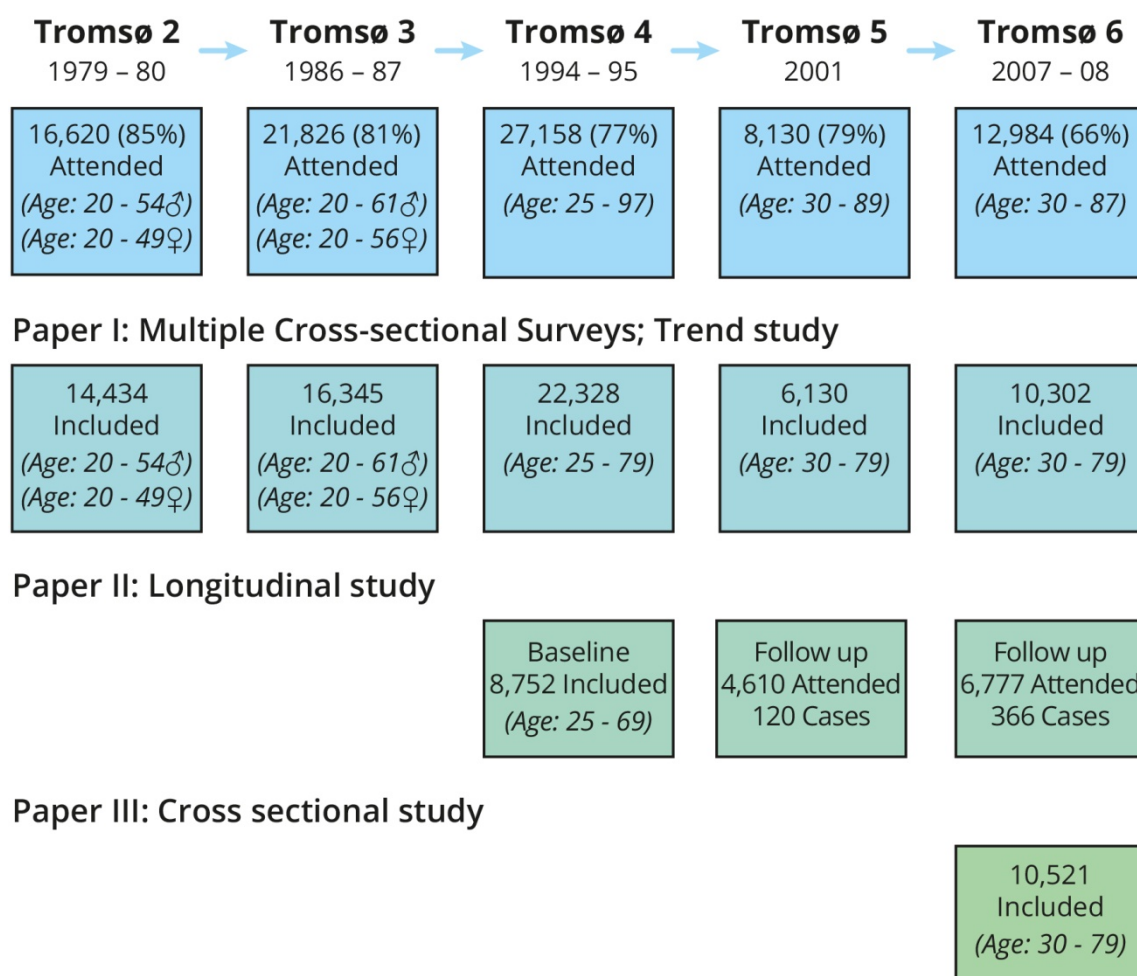 Tromsø 2
1979 – 80
Tromsø 3
1986 – 87
Tromsø 4
1994 – 95
Tromsø 5
2001
Tromsø 6
2007 – 08
16,620 (85%)
Attended
(Age: 20 - 54♂)
(Age: 20 - 49♀)
21,826 (81%)
Attended
(Age: 20 - 61♂)
(Age: 20 - 56♀)
27,158 (77%)
Attended
(Age: 25 - 97)
8,130 (79%)
Attended
(Age: 30 - 89)
12,984 (66%)
Attended
(Age: 30 - 87)
Paper I: Multiple Cross-sectional Surveys; Trend study
14,434
Included
(Age: 20 - 54♂)
(Age: 20 - 49♀)
16,345
Included
(Age: 20 - 61♂)
(Age: 20 - 56♀)
22,328
Included
(Age: 25 - 79)
6,130
Included
(Age: 30 - 79)
10,302
Included
(Age: 30 - 79)
Paper II: Longitudinal study
Baseline
8,752 Included
(Age: 25 - 69)
Follow up
4,610 Attended
120 Cases
Follow up
6,777 Attended
366 Cases
Paper III: Cross sectional study
10,521
Included
(Age: 30 - 79)